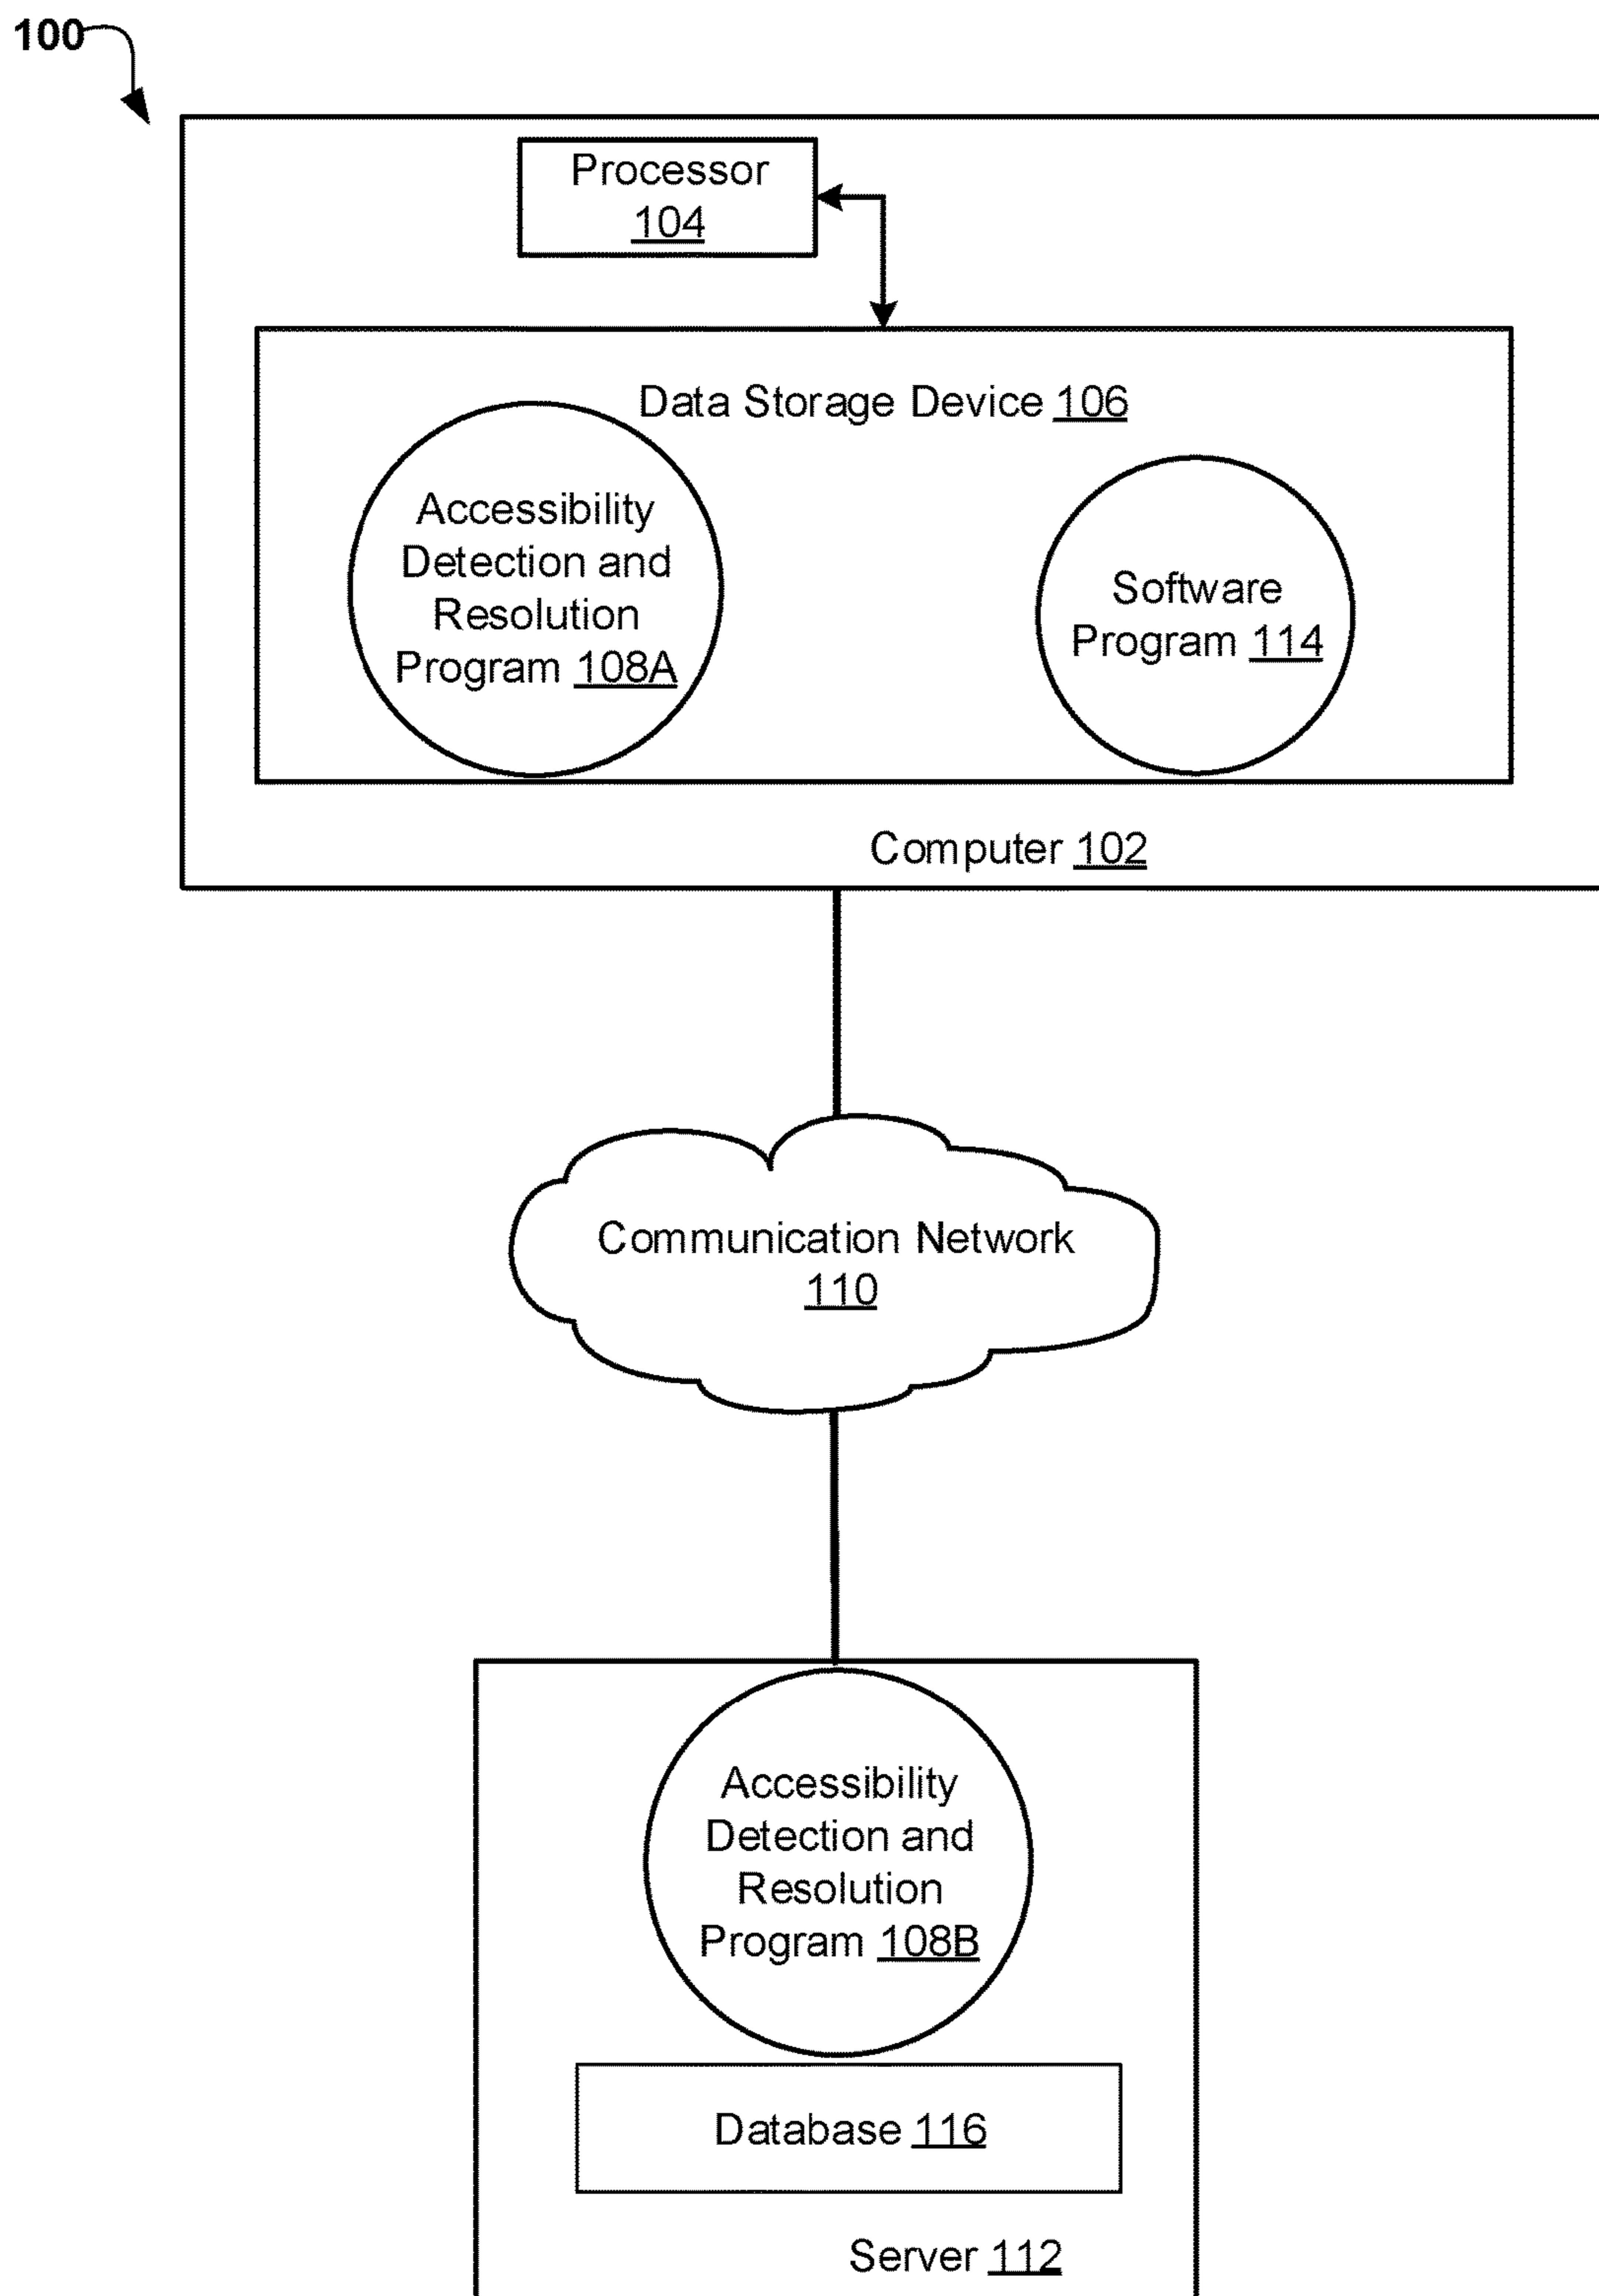 100
Processor
104
Data Storage Device 106
Accessibility
Detection and
Resolution
Program 108A
Software
Program 114
Computer 102
Communication Network
110
Accessibility
Detection and
Resolution
Program 108B
Database 116
Server 112